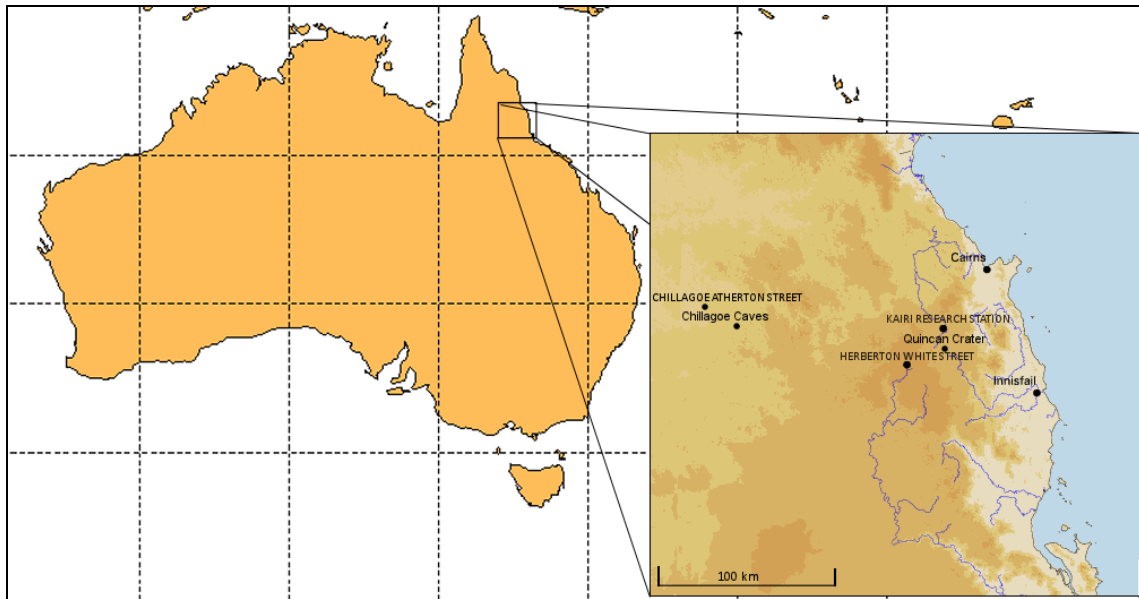 Cairns
CHILLAGOE ATHERTON STREET
Chillagoe Caves
KAIRI RESEARCH STATION
Quincan Crater
HERBERTON WHITE STREET
Innisfail
100 km